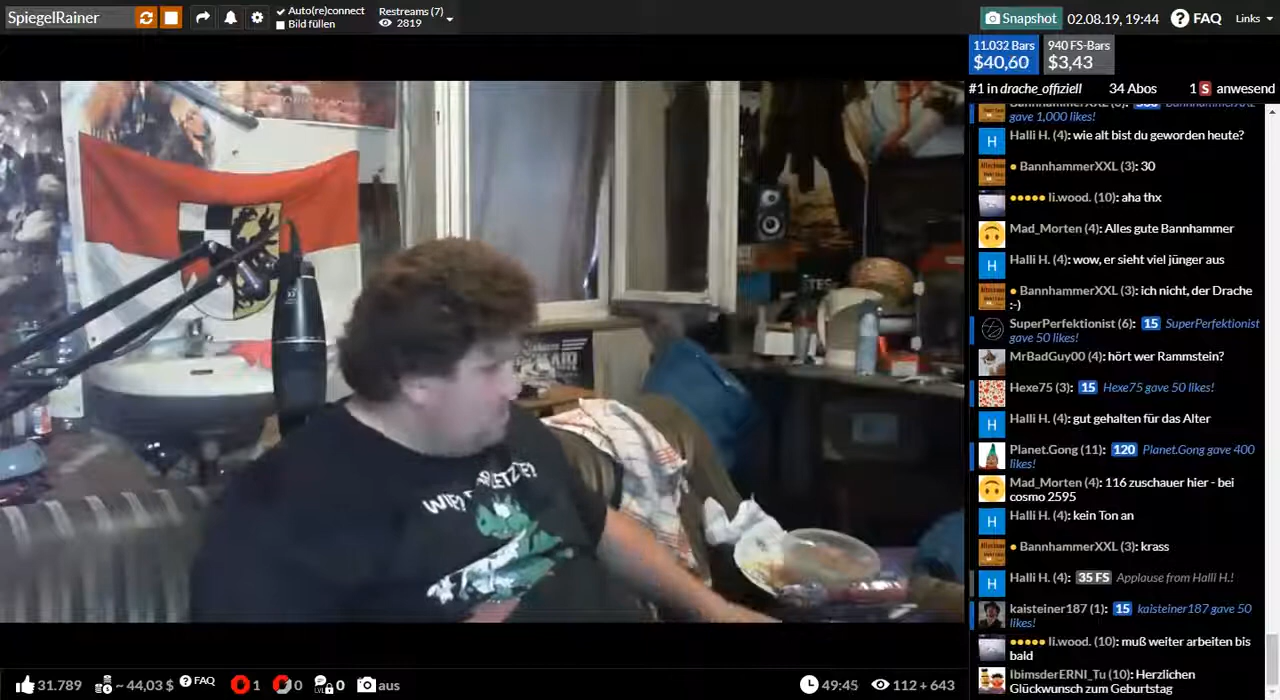 SpiegelRainer
Auto(re)connect
Bild füllen
Restreams (7)
2819
Snapshot
02.08.19, 19:44
FAQ
Links
11.032 Bars
$40,60
940 FS-Bars
$3,43
#1 in drache_offiziell
34 Abos
1 S anwesend
gave 1,000 likes!
H
Halli H. (4): wie alt bist du geworden heute?
BannhammerXXL (3): 30
li.wood. (10): aha thx
Mad_Morten (4): Alles gute Bannhammer
H
Halli H. (4): wow, er sieht viel jünger aus
BannhammerXXL (3): ich nicht, der Drache
:-)
SuperPerfektionist (6): 15 SuperPerfektionist
gave 50 likes!
MrBadGuy00 (4): hört wer Rammstein?
Hexe75 (3): 15 Hexe75 gave 50 likes!
H
Halli H. (4): gut gehalten für das Alter
Planet.Gong (11): 120 Planet.Gong gave 400
likes!
Mad_Morten (4): 116 zuschauer hier - bei
cosmo 2595
H
Halli H. (4): kein Ton an
BannhammerXXL (3): krass
H
Halli H. (4): 35 FS Applause from Halli H.!
kaisteiner187 (1): 15 kaisteiner187 gave 50
likes!
li.wood. (10): muß weiter arbeiten bis
bald
IbimsderERNI_Tu (10): Herzlichen
Glückwunsch zum Geburtstag
31.789
~ 44,03 $
FAQ
1
0
LVL
0
aus
49:45
112 + 643